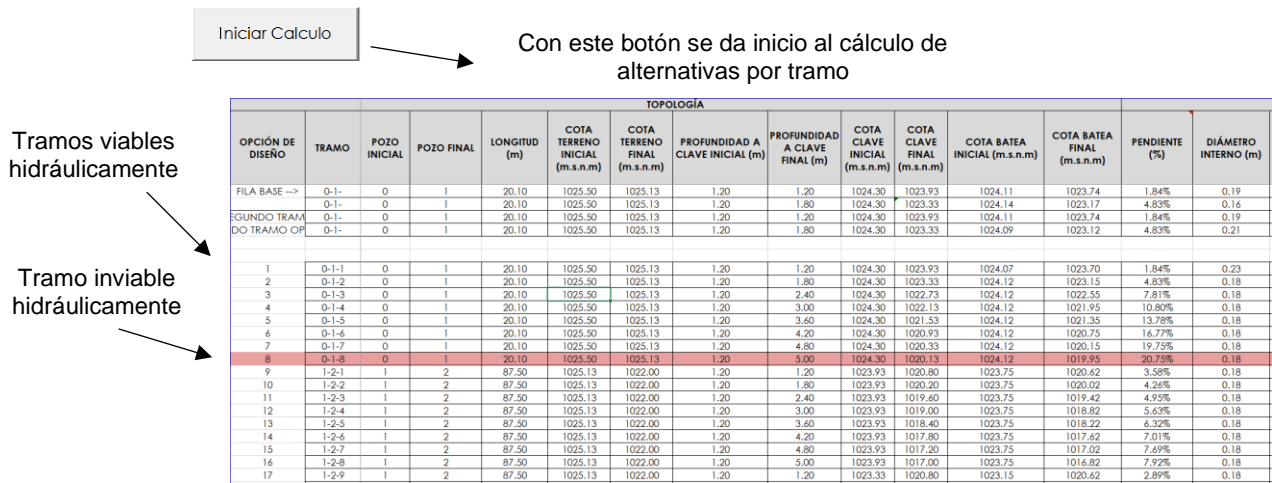 Iniciar Calculo
Con este botón se da inicio al cálculo de
alternativas por tramo
Tramos viables
hidráulicamente
Tramo inviable
hidráulicamente
TOPOLOGÍA
OPCIÓN DE DISEÑO TRAMO POZO INICIAL POZO FINAL LONGITUD (m) COTA TERRENO INICIAL (m.s.n.m) COTA TERRENO FINAL (m.s.n.m) PROFUNDIDAD A CLAVE INICIAL (m) PROFUNDIDAD A CLAVE FINAL (m) COTA CLAVE INICIAL (m.s.n.m) COTA CLAVE FINAL (m.s.n.m) COTA BATEA INICIAL (m.s.n.m) COTA BATEA FINAL (m.s.n.m) PENDIENTE (%) DIÁMETRO INTERNO (m)
FILA BASE --> 0-1- 0 1 20.10 1025.50 1025.13 1.20 1.20 1024.30 1023.93 1024.11 1023.74 1.84% 0.19
0-1- 0 1 20.10 1025.50 1025.13 1.20 1.80 1024.30 1023.33 1024.14 1023.17 4.83% 0.16
EGUNDO TRAM 0-1- 0 1 20.10 1025.50 1025.13 1.20 1.20 1024.30 1023.93 1024.11 1023.74 1.84% 0.19
DO TRAMO OP 0-1- 0 1 20.10 1025.50 1025.13 1.20 1.80 1024.30 1023.33 1024.09 1023.12 4.83% 0.21
1 0-1-1 0 1 20.10 1025.50 1025.13 1.20 1.20 1024.30 1023.93 1024.07 1023.70 1.84% 0.23
2 0-1-2 0 1 20.10 1025.50 1025.13 1.20 1.80 1024.30 1023.33 1024.12 1023.15 4.83% 0.18
3 0-1-3 0 1 20.10 1025.50 1025.13 1.20 2.40 1024.30 1022.73 1024.12 1022.55 7.81% 0.18
4 0-1-4 0 1 20.10 1025.50 1025.13 1.20 3.00 1024.30 1022.13 1024.12 1021.95 10.80% 0.18
5 0-1-5 0 1 20.10 1025.50 1025.13 1.20 3.60 1024.30 1021.53 1024.12 1021.35 13.78% 0.18
6 0-1-6 0 1 20.10 1025.50 1025.13 1.20 4.20 1024.30 1020.93 1024.12 1020.75 16.77% 0.18
7 0-1-7 0 1 20.10 1025.50 1025.13 1.20 4.80 1024.30 1020.33 1024.12 1020.15 19.75% 0.18
8 0-1-8 0 1 20.10 1025.50 1025.13 1.20 5.00 1024.30 1020.13 1024.12 1019.95 20.75% 0.18
9 1-2-1 1 2 87.50 1025.13 1022.00 1.20 1.20 1023.93 1020.80 1023.75 1020.62 3.58% 0.18
10 1-2-2 1 2 87.50 1025.13 1022.00 1.20 1.80 1023.93 1020.20 1023.75 1020.02 4.26% 0.18
11 1-2-3 1 2 87.50 1025.13 1022.00 1.20 2.40 1023.93 1019.60 1023.75 1019.42 4.95% 0.18
12 1-2-4 1 2 87.50 1025.13 1022.00 1.20 3.00 1023.93 1019.00 1023.75 1018.82 5.63% 0.18
13 1-2-5 1 2 87.50 1025.13 1022.00 1.20 3.60 1023.93 1018.40 1023.75 1018.22 6.32% 0.18
14 1-2-6 1 2 87.50 1025.13 1022.00 1.20 4.20 1023.93 1017.80 1023.75 1017.62 7.01% 0.18
15 1-2-7 1 2 87.50 1025.13 1022.00 1.20 4.80 1023.93 1017.20 1023.75 1017.02 7.69% 0.18
16 1-2-8 1 2 87.50 1025.13 1022.00 1.20 5.00 1023.93 1017.00 1023.75 1016.82 7.92% 0.18
17 1-2-9 1 2 87.50 1025.13 1022.00 1.20 1.20 1023.33 1020.80 1023.15 1020.62 2.89% 0.18